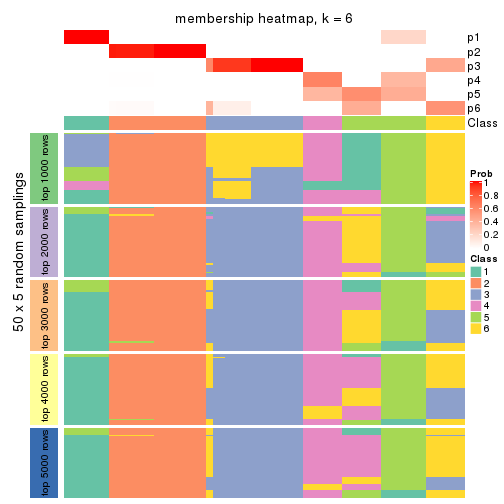 membership heatmap, k = 6
p1
p2
p3
p4
p5
p6
Class
50 x 5 random samplings
top 1000 rows
top 2000 rows
top 3000 rows
top 4000 rows
top 5000 rows
Prob
1
0.8
0.6
0.4
0.2
0
Class
1
2
3
4
5
6